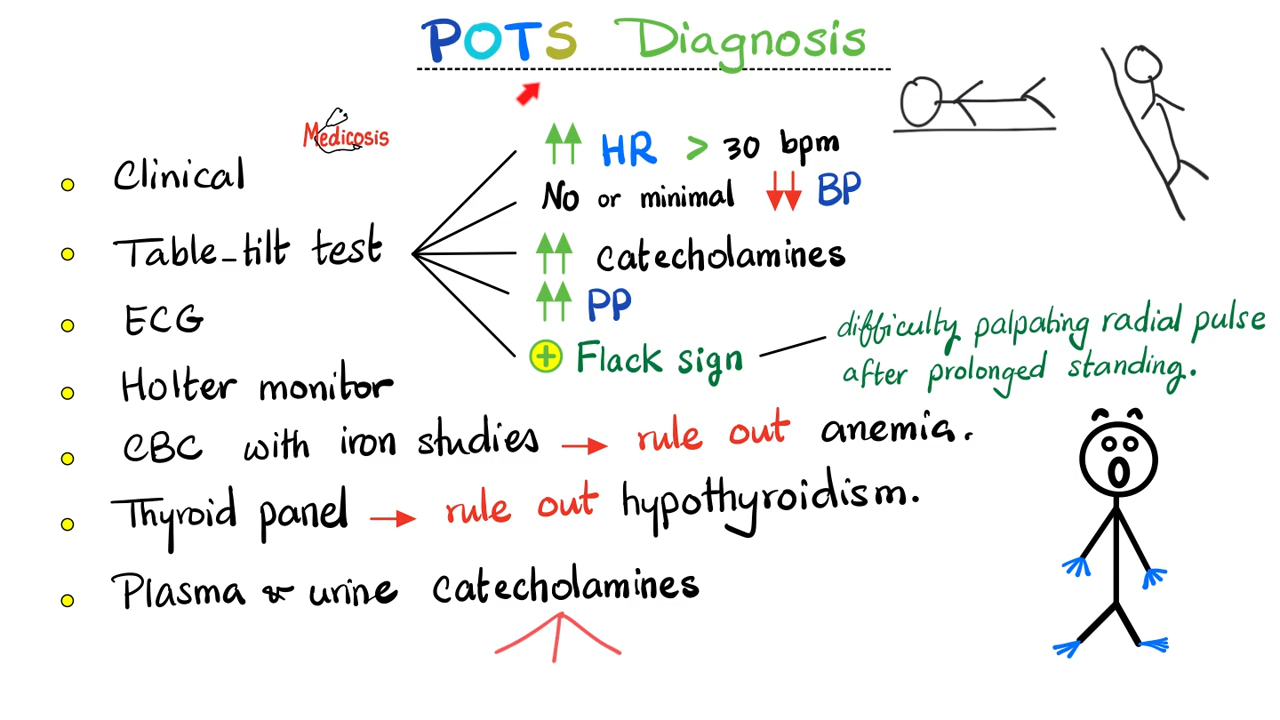 POTS Diagnosis
Medicosis
Clinical
Table-tilt test
↑↑ HR > 30 bpm
No or minimal ↓↓ BP
↑↑ catecholamines
↑↑ PP
+ Flack sign
difficulty palpating radial pulse
after prolonged standing.
ECG
Holter monitor
CBC with iron studies → rule out anemia.
Thyroid panel → rule out hypothyroidism.
Plasma & urine catecholamines